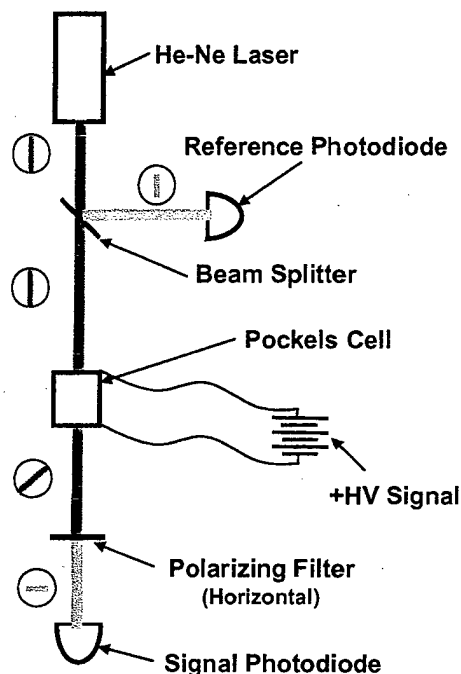 He-Ne Laser
Reference Photodiode
Beam Splitter
Pockels Cell
+HV Signal
Polarizing Filter
(Horizontal)
Signal Photodiode